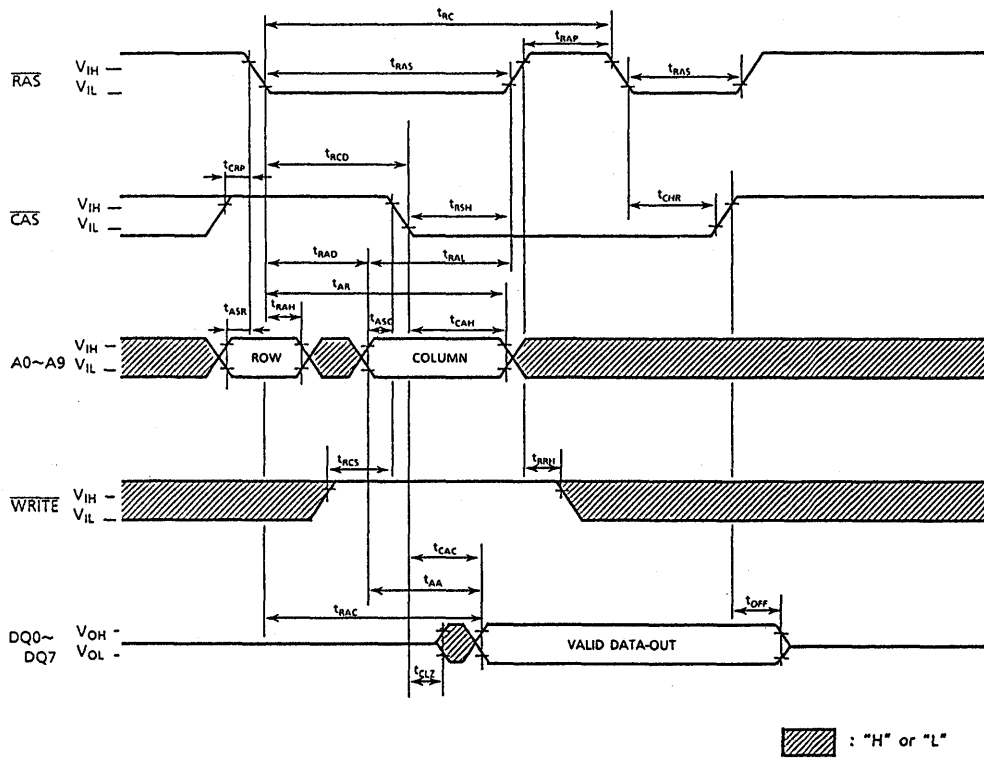 tRC
tRAP
RAS VIH VIL tRAS tRAS
tRCD
tCRP
CAS VIH VIL tRSH tCHR
tRAD tRAL
tAR
tASR tRAH tASC tCAH
A0~A9 VIH VIL ROW COLUMN
tRCS tRRH
WRITE VIH VIL
tCAC
tAA
tRAC tOFF
DQ0~ DQ7 VOH VOL VALID DATA-OUT
tCLZ
: "H" or "L"